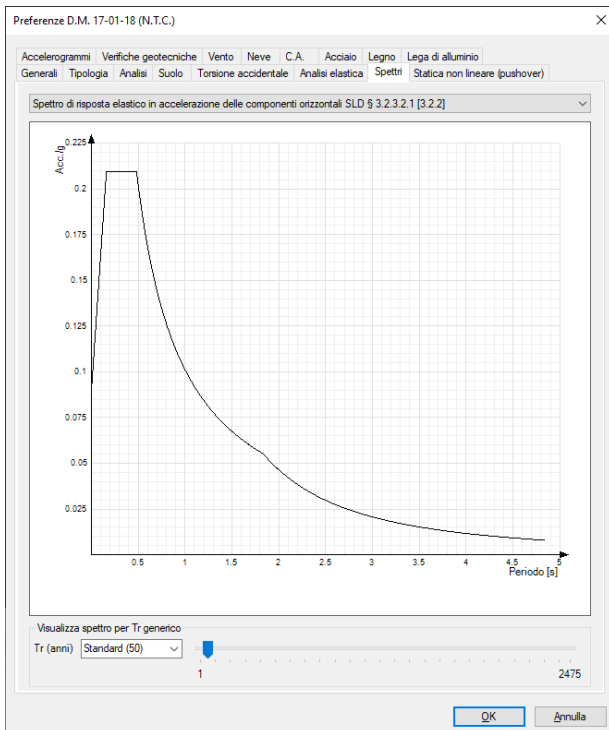 Preferenze D.M. 17-01-18 (N.T.C.)
Accelerogrammi Verifiche geotecniche Vento Neve C.A. Acciaio Legno Lega di alluminio
Generali Tipologia Analisi Suolo Torsione accidentale Analisi elastica Spettri Statica non lineare (pushover)
Spettro di risposta elastico in accelerazione delle componenti orizzontali SLD § 3.2.3.2.1 [3.2.2]
Acc./g
0.225
0.2
0.175
0.15
0.125
0.1
0.075
0.05
0.025
0.5 1 1.5 2 2.5 3 3.5 4 4.5 5
Periodo [s]
Visualizza spettro per Tr generico
Tr (anni) Standard (50)
1 2475
OK Annulla